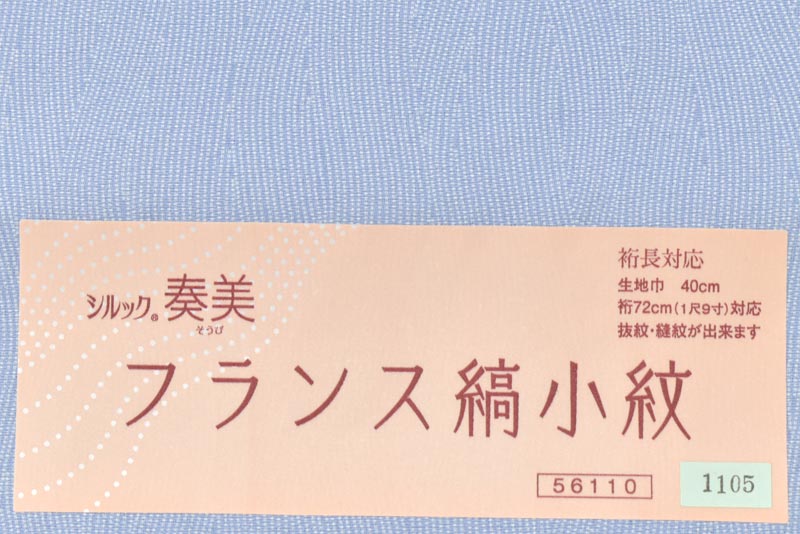 シルック®奏美
そうび
フランス縞小紋
裄長対応
生地巾 40cm
裄72cm(1尺9寸)対応
抜紋・縫紋が出来ます
56110
1105